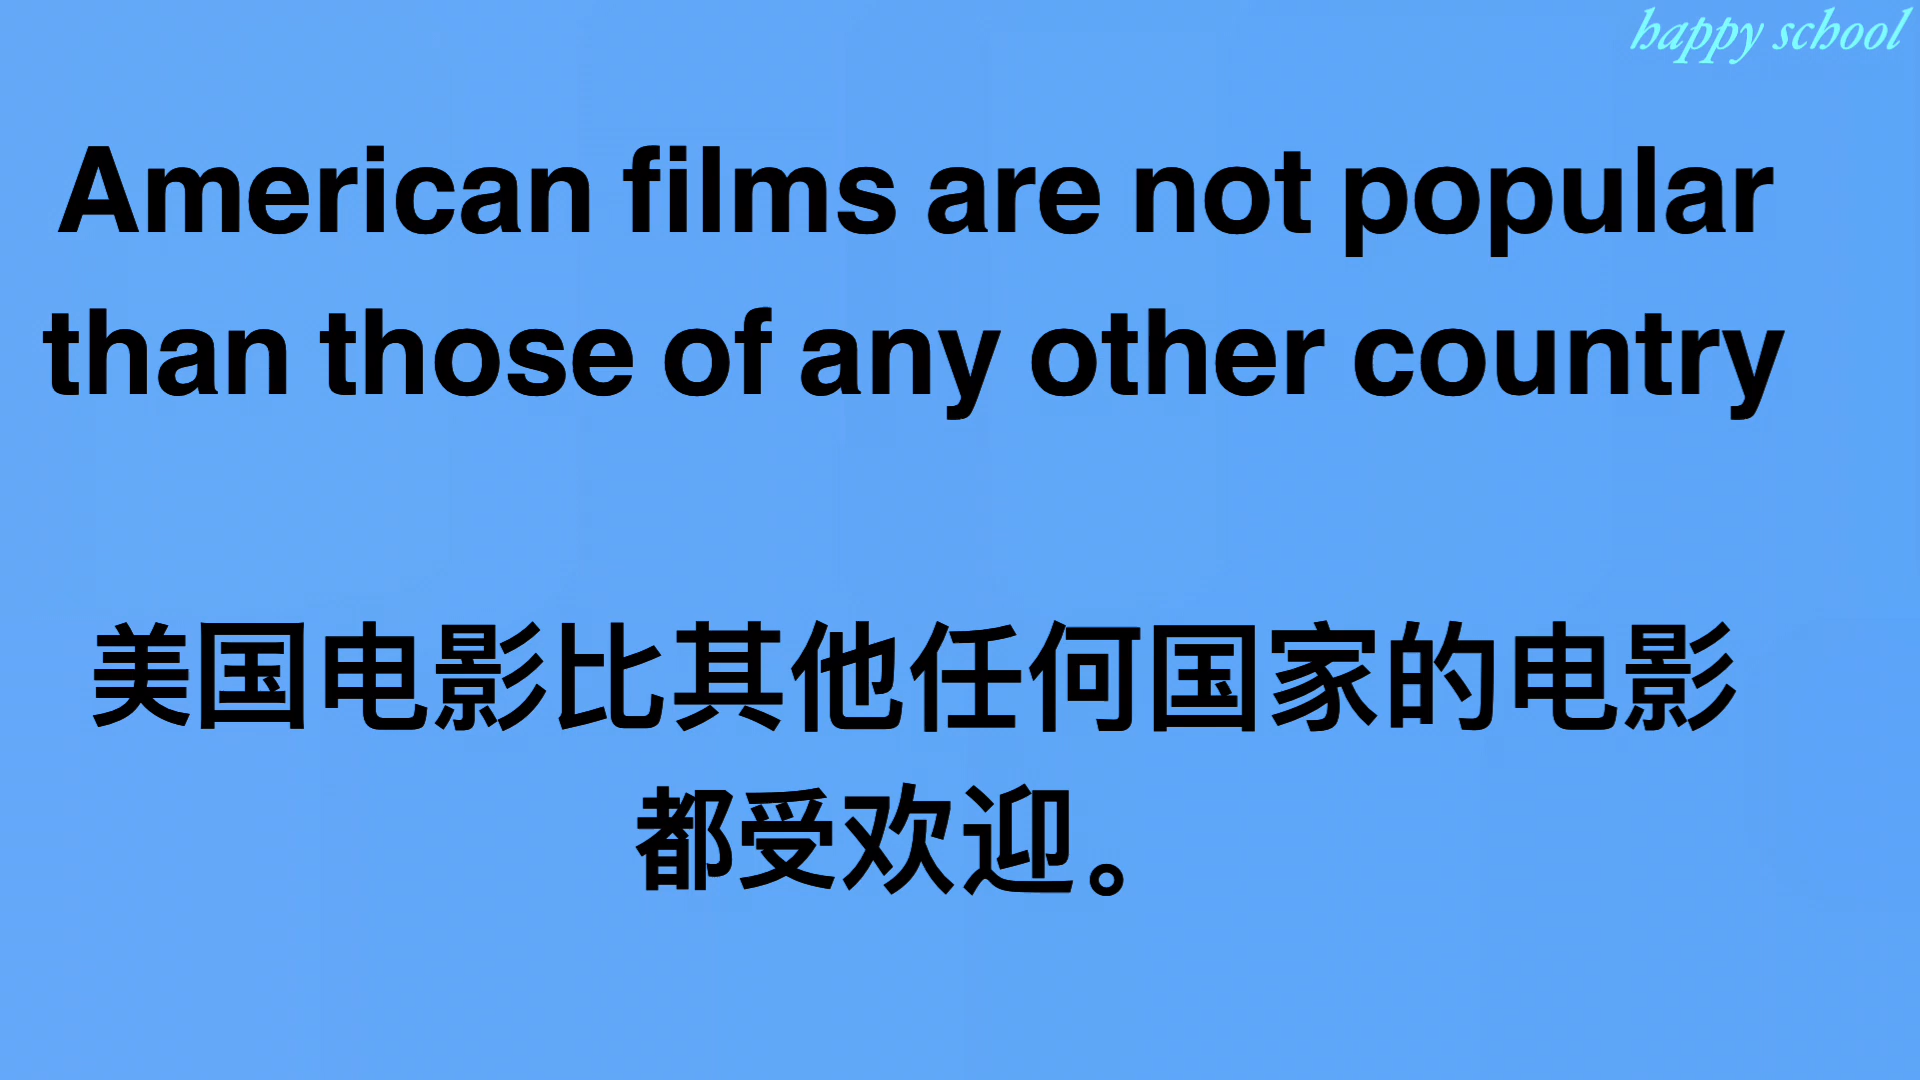 happy school
American films are not popular
than those of any other country
美国电影比其他任何国家的电影
都受欢迎。